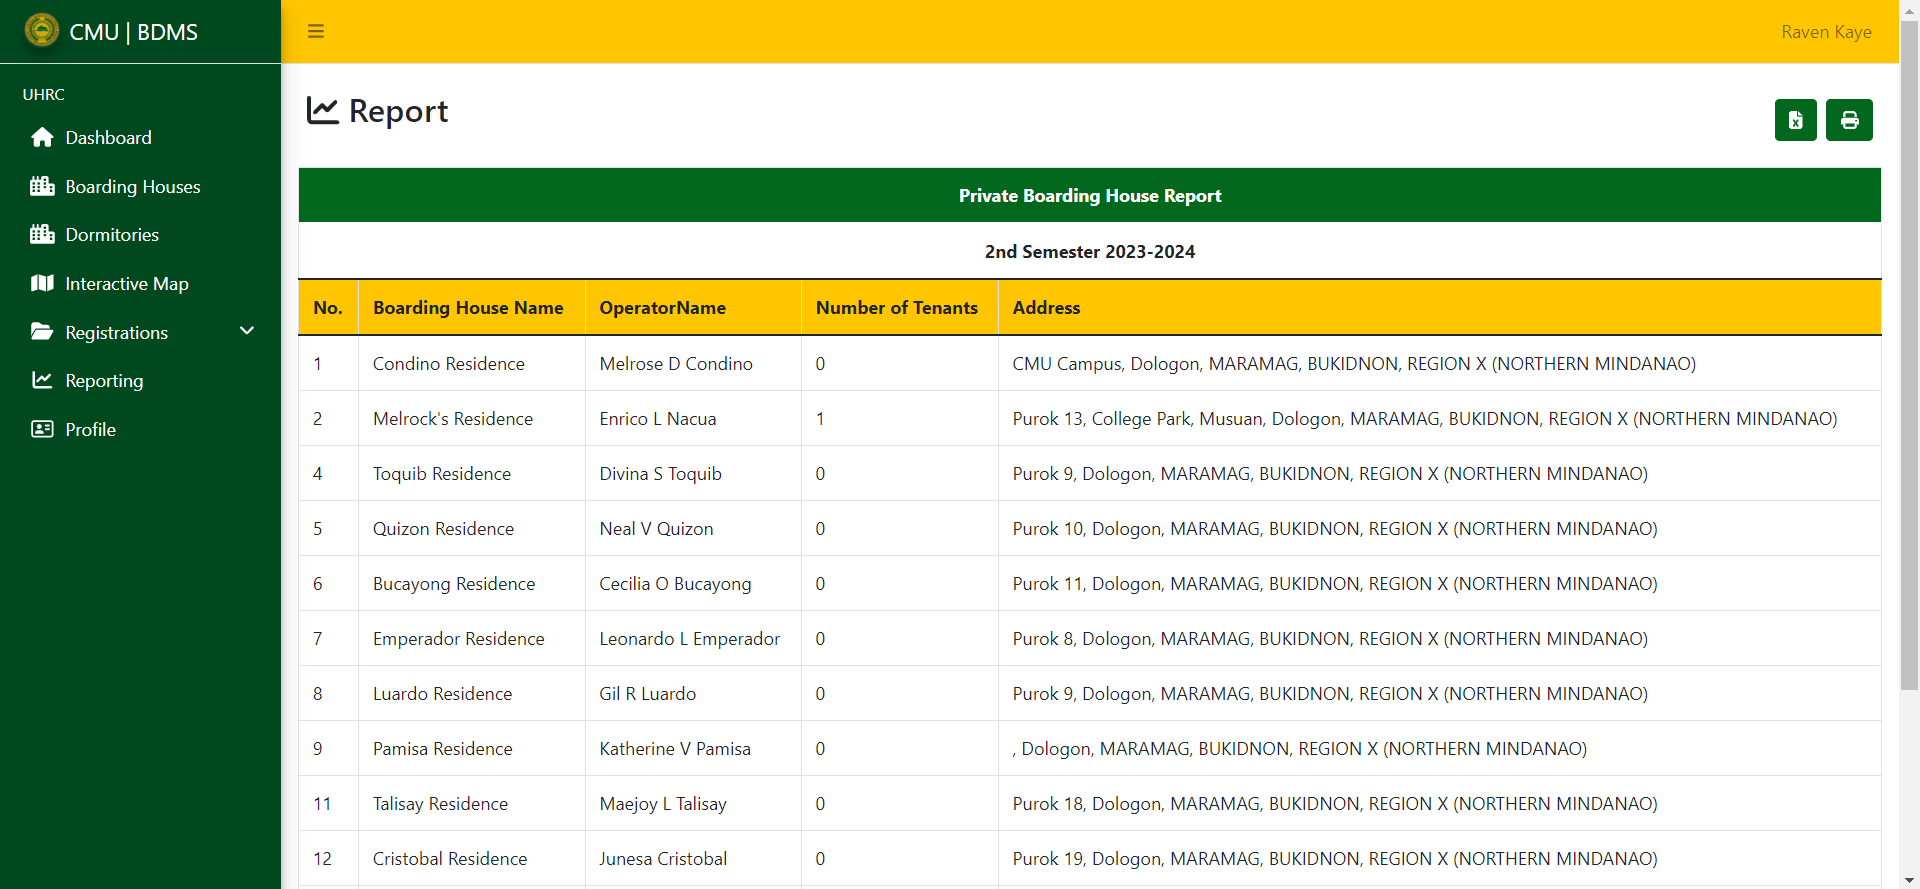 CMU | BDMS
Raven Kaye
UHRC
Dashboard
Boarding Houses
Dormitories
Interactive Map
Registrations
Reporting
Profile
Report
Private Boarding House Report
2nd Semester 2023-2024
No. Boarding House Name OperatorName Number of Tenants Address
1 Condino Residence Melrose D Condino 0 CMU Campus, Dologon, MARAMAG, BUKIDNON, REGION X (NORTHERN MINDANAO)
2 Melrock's Residence Enrico L Nacua 1 Purok 13, College Park, Musuan, Dologon, MARAMAG, BUKIDNON, REGION X (NORTHERN MINDANAO)
4 Toquib Residence Divina S Toquib 0 Purok 9, Dologon, MARAMAG, BUKIDNON, REGION X (NORTHERN MINDANAO)
5 Quizon Residence Neal V Quizon 0 Purok 10, Dologon, MARAMAG, BUKIDNON, REGION X (NORTHERN MINDANAO)
6 Bucayong Residence Cecilia O Bucayong 0 Purok 11, Dologon, MARAMAG, BUKIDNON, REGION X (NORTHERN MINDANAO)
7 Emperador Residence Leonardo L Emperador 0 Purok 8, Dologon, MARAMAG, BUKIDNON, REGION X (NORTHERN MINDANAO)
8 Luardo Residence Gil R Luardo 0 Purok 9, Dologon, MARAMAG, BUKIDNON, REGION X (NORTHERN MINDANAO)
9 Pamisa Residence Katherine V Pamisa 0 , Dologon, MARAMAG, BUKIDNON, REGION X (NORTHERN MINDANAO)
11 Talisay Residence Maejoy L Talisay 0 Purok 18, Dologon, MARAMAG, BUKIDNON, REGION X (NORTHERN MINDANAO)
12 Cristobal Residence Junesa Cristobal 0 Purok 19, Dologon, MARAMAG, BUKIDNON, REGION X (NORTHERN MINDANAO)